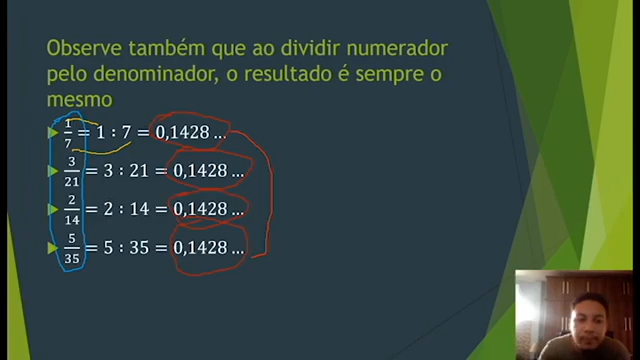 Observe também que ao dividir numerador
pelo denominador, o resultado é sempre o
mesmo
1/7 = 1 : 7 = 0,1428 ...
3/21 = 3 : 21 = 0,1428 ...
2/14 = 2 : 14 = 0,1428 ...
5/35 = 5 : 35 = 0,1428 ...